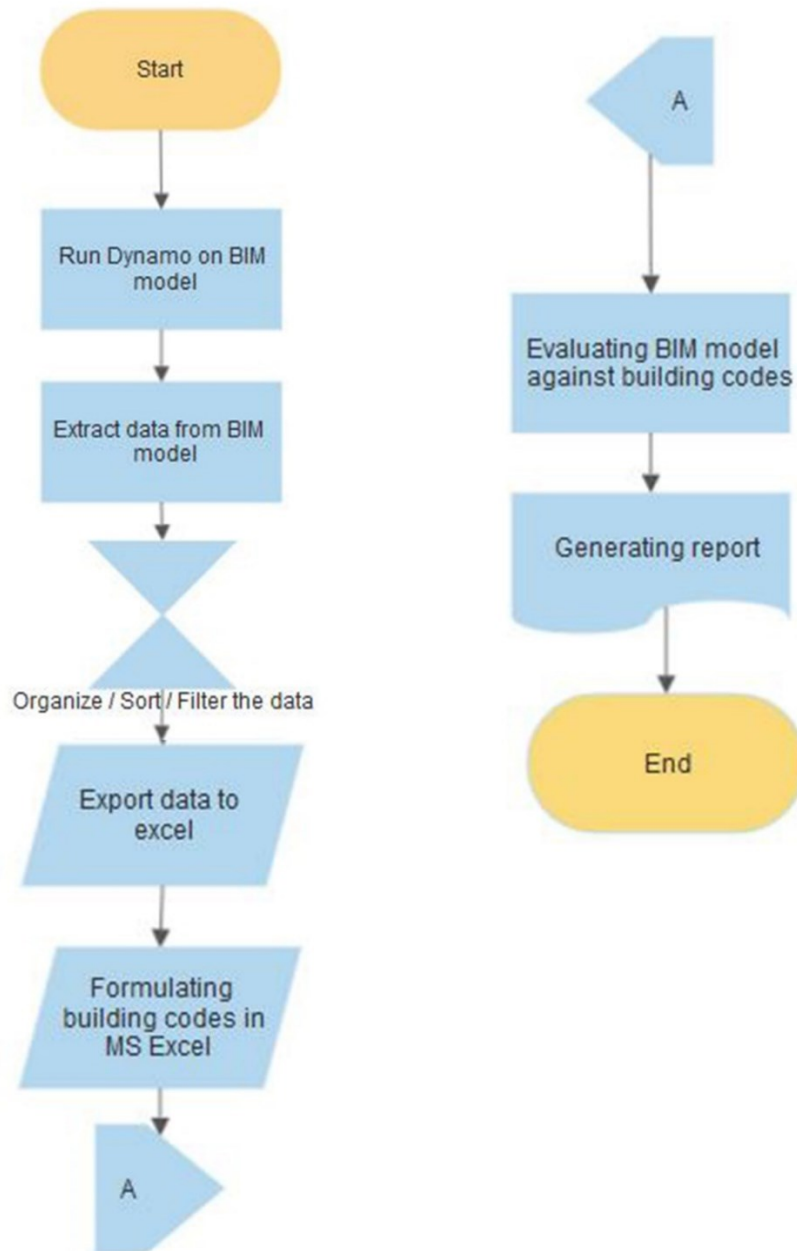 Start
Run Dynamo on BIM
model
Extract data from BIM
model
Organize / Sort / Filter the data
Export data to
excel
Formulating
building codes in
MS Excel
A
A
Evaluating BIM model
against building codes
Generating report
End